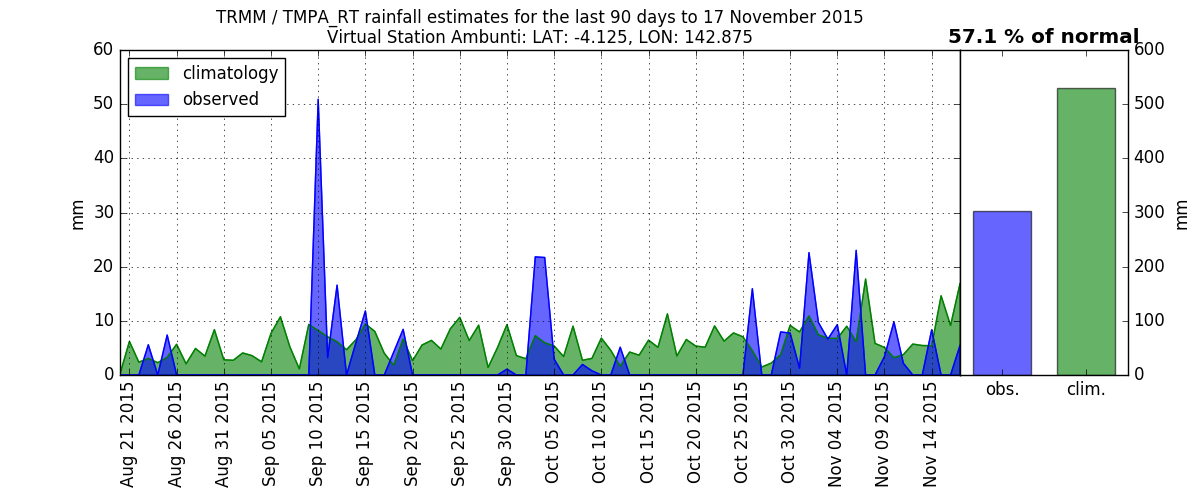 TRMM / TMPA_RT rainfall estimates for the last 90 days to 17 November 2015
Virtual Station Ambunti: LAT: -4.125, LON: 142.875
57.1 % of normal
climatology
observed
mm
60
50
40
30
20
10
0
Aug 21 2015
Aug 26 2015
Aug 31 2015
Sep 05 2015
Sep 10 2015
Sep 15 2015
Sep 20 2015
Sep 25 2015
Sep 30 2015
Oct 05 2015
Oct 10 2015
Oct 15 2015
Oct 20 2015
Oct 25 2015
Oct 30 2015
Nov 04 2015
Nov 09 2015
Nov 14 2015
600
500
400
300
200
100
0
mm
obs.
clim.